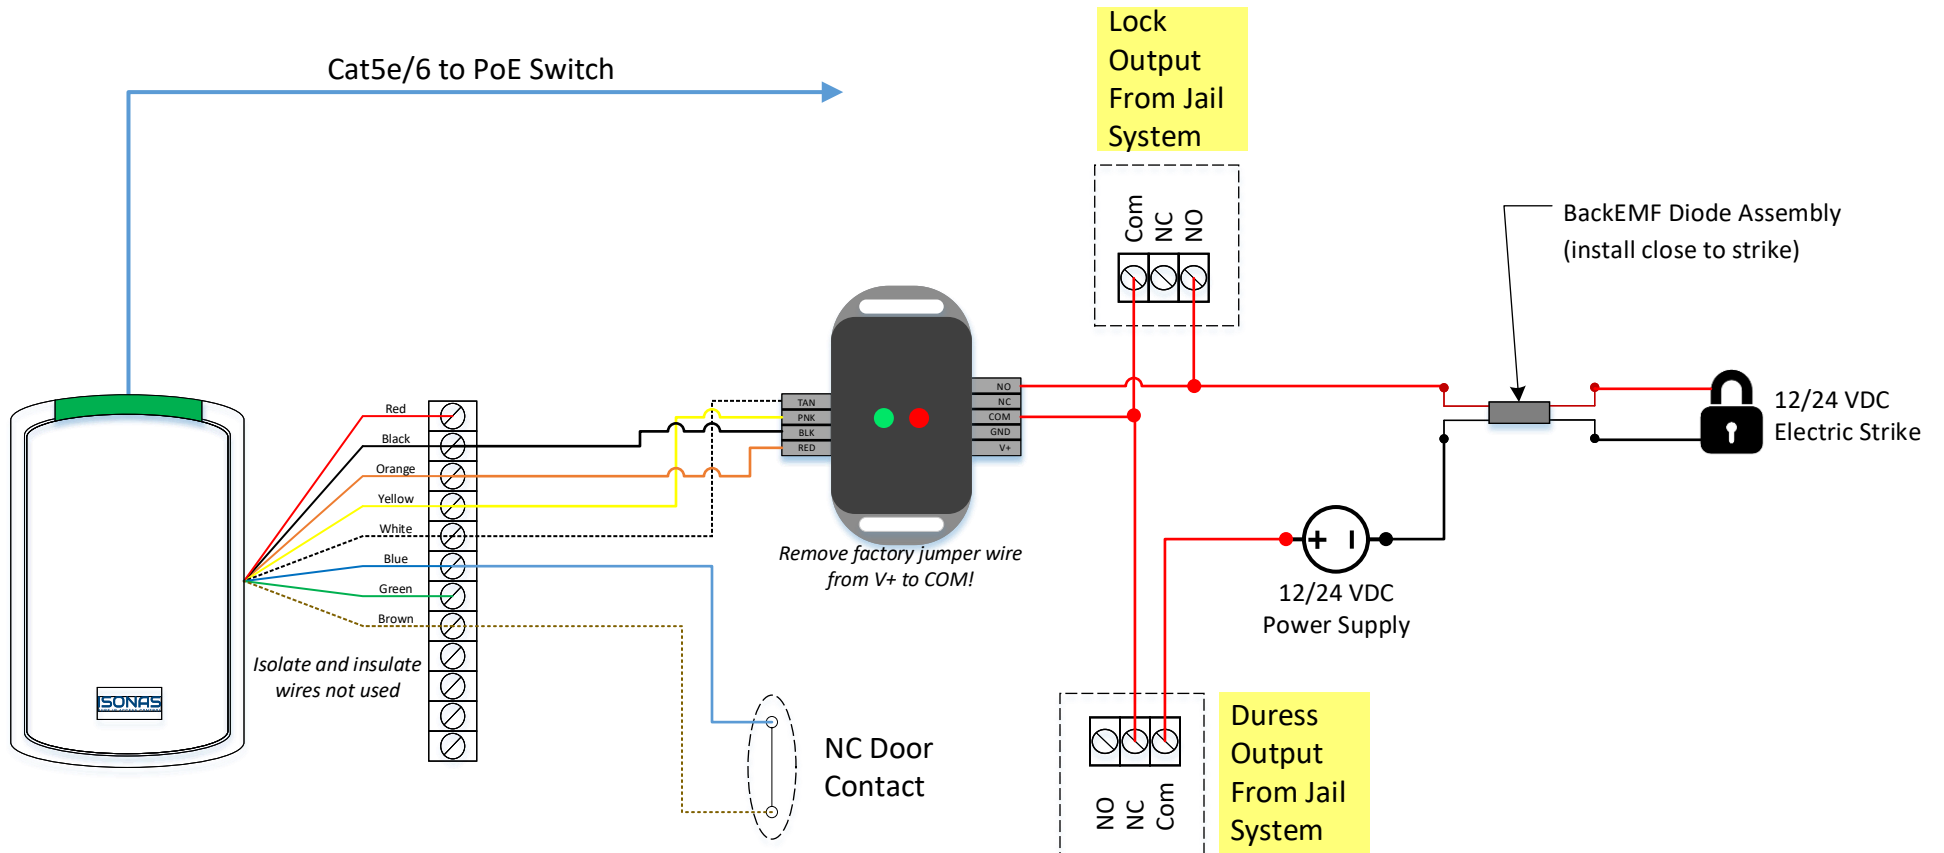 Cat5e/6 to PoE Switch
Lock
Output
From Jail
System
Com
NC
NO
BackEMF Diode Assembly
(install close to strike)
12/24 VDC
Electric Strike
Red
Black
Orange
Yellow
White
Blue
Green
Brown
TAN
PNK
BLK
RED
NO
NC
COM
GND
V+
Remove factory jumper wire
from V+ to COM!
12/24 VDC
Power Supply
Isolate and insulate
wires not used
ISONAS
NC Door
Contact
NO
NC
Com
Duress
Output
From Jail
System